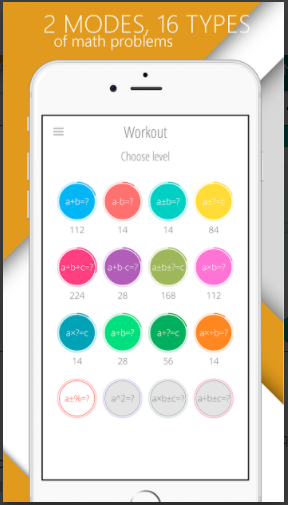 2 MODES, 16 TYPES
of math problems
Workout
Choose level
a+b=? a-b=? a±b=? a±?=c
112 14 14 84
a+b+c=? a+b-c=? a±b±?=c a×b=?
224 28 168 112
a×?=c a÷b=? a÷?=c a×÷b=?
14 28 56 14
a±%=? a^2=? a×b±c=? a÷b±c=?